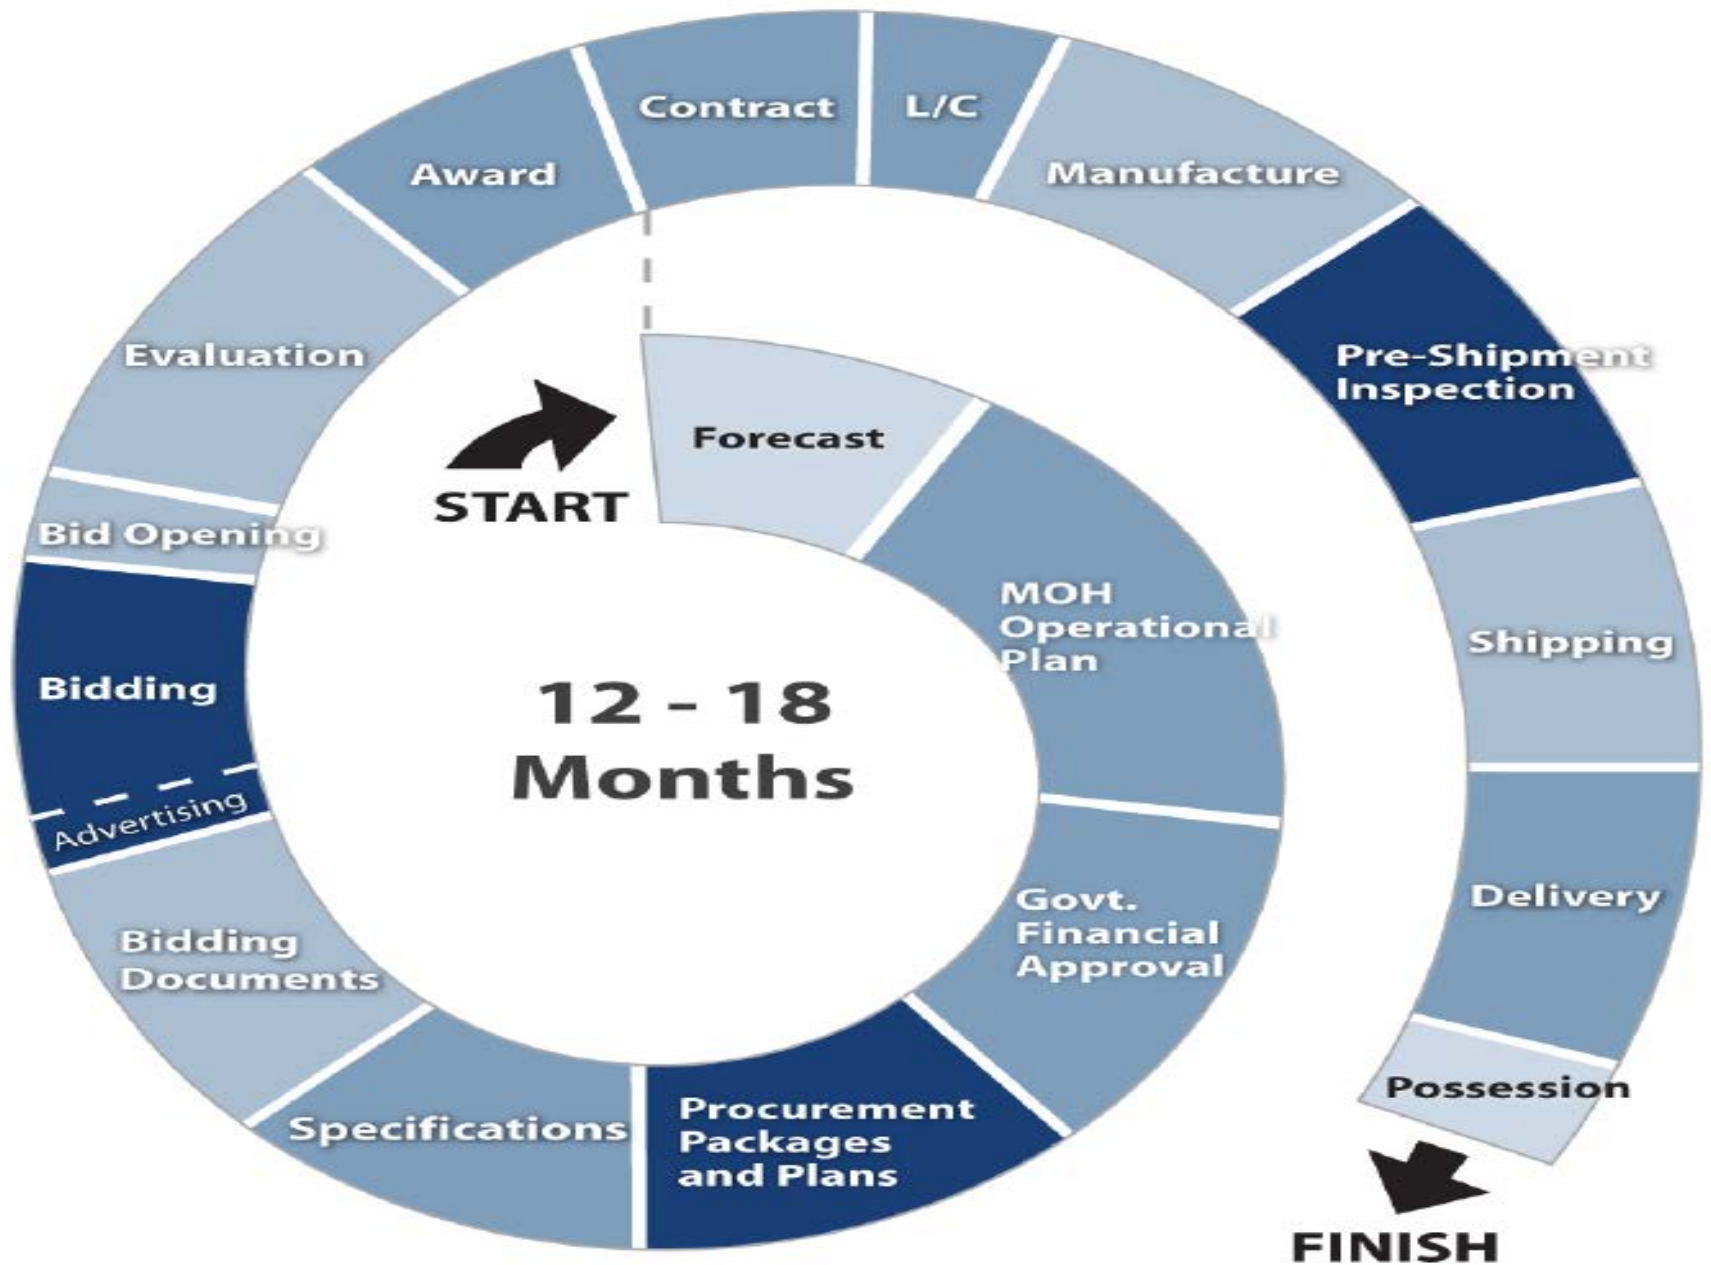 START
Forecast
MOH
Operational
Plan
Govt.
Financial
Approval
Procurement
Packages
and Plans
Specifications
Bidding
Documents
Advertising
Bidding
Bid Opening
Evaluation
Award
Contract
L/C
Manufacture
Pre-Shipment
Inspection
Shipping
Delivery
Possession
FINISH
12 - 18
Months